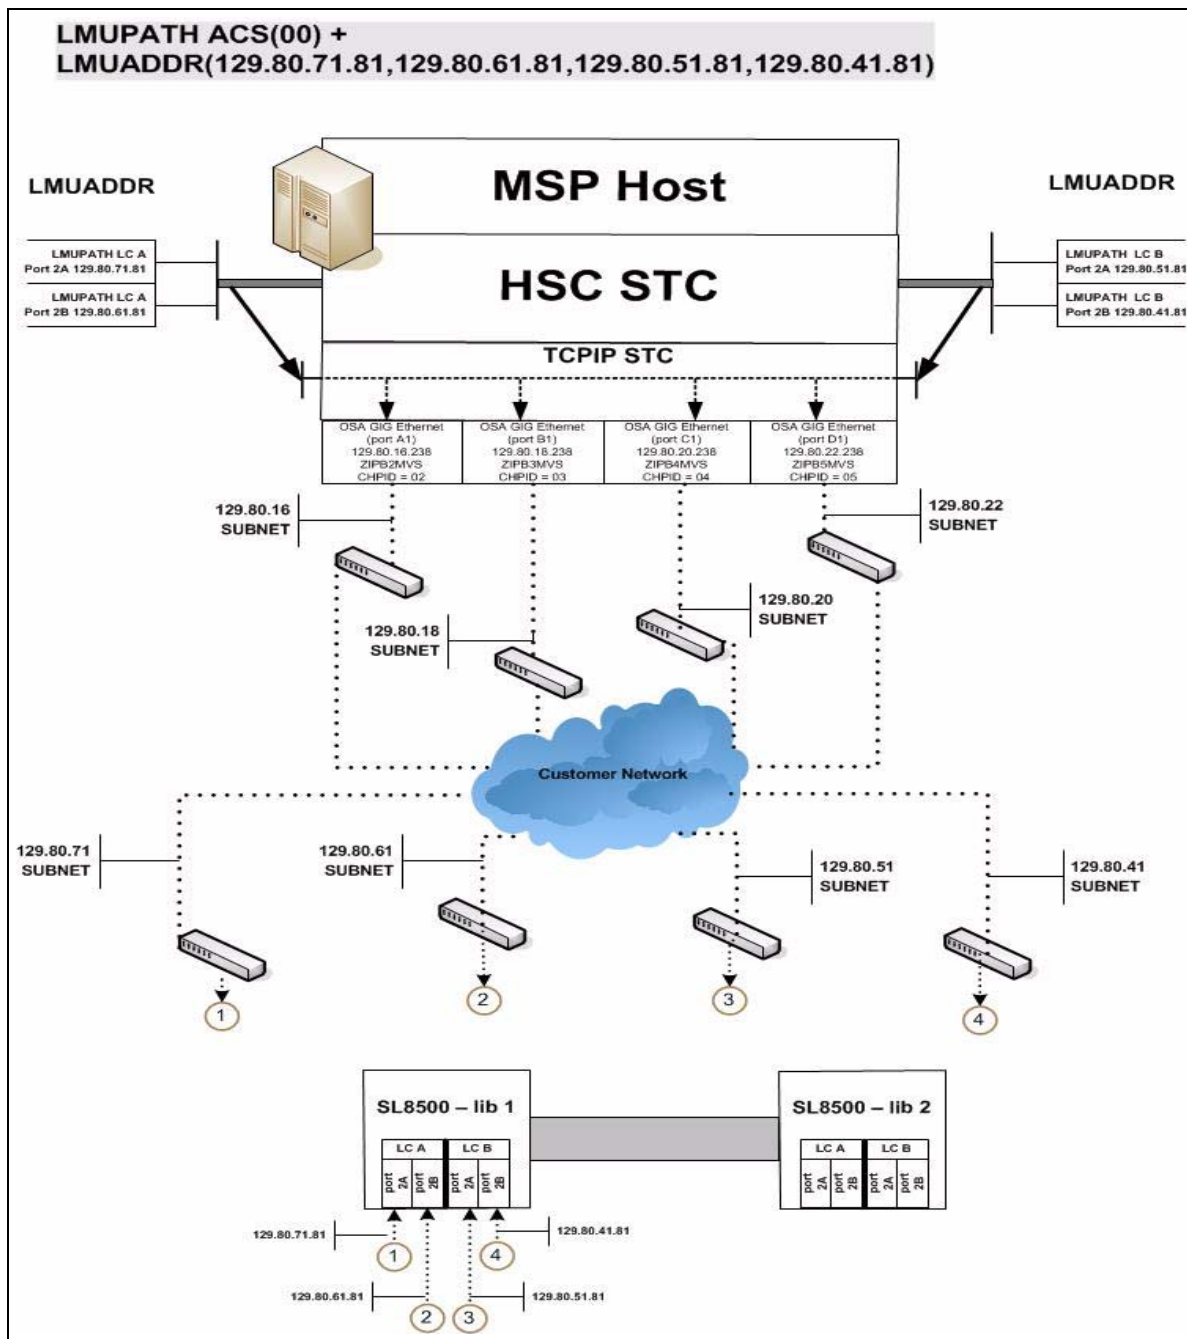 LMUPATH ACS(00) +
LMUADDR(129.80.71.81,129.80.61.81,129.80.51.81,129.80.41.81)
MSP Host
LMUADDR
LMUADDR
LMUPATH LC A
Port 2A 129.80.71.81
LMUPATH LC A
Port 2B 129.80.61.81
HSC STC
LMUPATH LC B
Port 2A 129.80.51.81
LMUPATH LC B
Port 2B 129.80.41.81
TCPIP STC
OSA GIG Ethernet
(port A1)
129.80.16.238
ZIPB2MVS
CHPID = 02
OSA GIG Ethernet
(port B1)
129.80.18.238
ZIPB3MVS
CHPID = 03
OSA GIG Ethernet
(port C1)
129.80.20.238
ZIPB4MVS
CHPID = 04
OSA GIG Ethernet
(port D1)
129.80.22.238
ZIPB5MVS
CHPID = 05
129.80.16
SUBNET
129.80.22
SUBNET
129.80.18
SUBNET
129.80.20
SUBNET
Customer Network
129.80.71
SUBNET
129.80.61
SUBNET
129.80.51
SUBNET
129.80.41
SUBNET
1
2
3
4
SL8500 – lib 1
LC A
LC B
port 2A
port 2B
port 2A
port 2B
SL8500 – lib 2
LC A
LC B
port 2A
port 2B
port 2A
port 2B
129.80.71.81
1
4
129.80.41.81
129.80.61.81
2
3
129.80.51.81